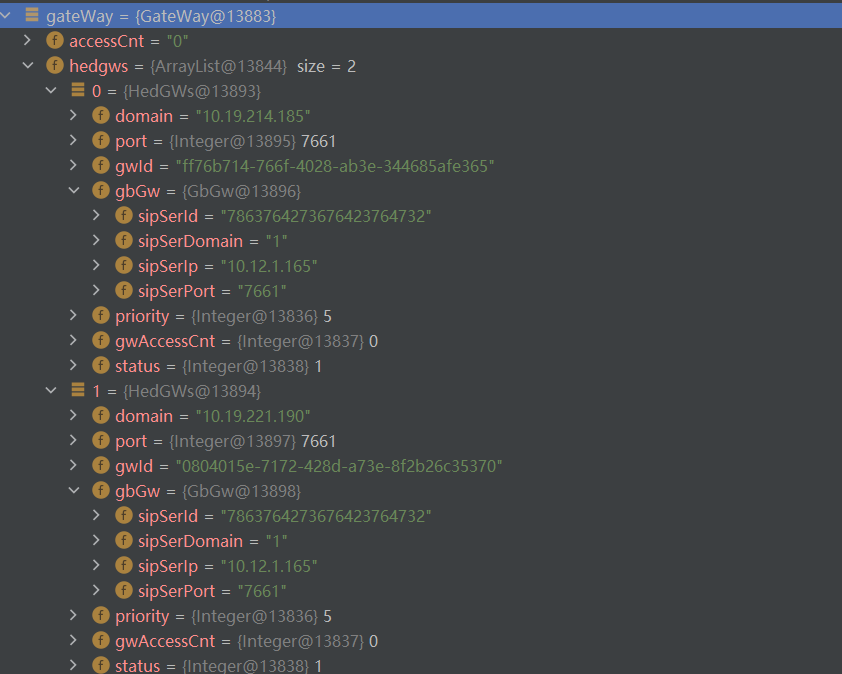 gateWay = {GateWay@13883}
accessCnt = "0"
hedgws = {ArrayList@13844} size = 2
0 = {HedGWs@13893}
domain = "10.19.214.185"
port = {Integer@13895} 7661
gwId = "ff76b714-766f-4028-ab3e-344685afe365"
gbGw = {GbGw@13896}
sipSerId = "7863764273676423764732"
sipSerDomain = "1"
sipSerIp = "10.12.1.165"
sipSerPort = "7661"
priority = {Integer@13836} 5
gwAccessCnt = {Integer@13837} 0
status = {Integer@13838} 1
1 = {HedGWs@13894}
domain = "10.19.221.190"
port = {Integer@13897} 7661
gwId = "0804015e-7172-428d-a73e-8f2b26c35370"
gbGw = {GbGw@13898}
sipSerId = "7863764273676423764732"
sipSerDomain = "1"
sipSerIp = "10.12.1.165"
sipSerPort = "7661"
priority = {Integer@13836} 5
gwAccessCnt = {Integer@13837} 0
status = {Integer@13838} 1